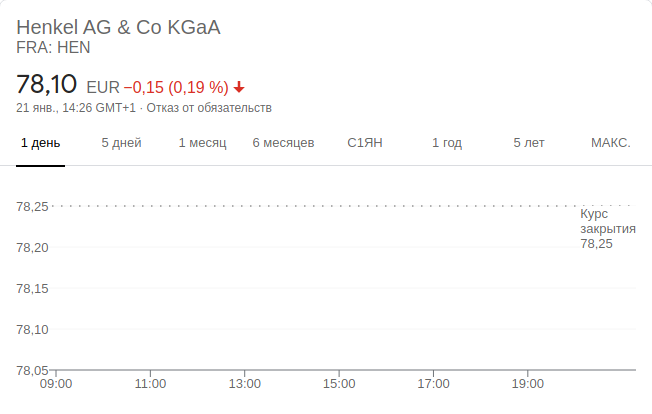 Henkel AG & Co KGaA
FRA: HEN
78,10 EUR −0,15 (0,19 %)
21 янв., 14:26 GMT+1 · Отказ от обязательств
1 день 5 дней 1 месяц 6 месяцев С1ЯН 1 год 5 лет МАКС.
78,25
Курс
закрытия
78,25
78,20
78,15
78,10
78,05
09:00 11:00 13:00 15:00 17:00 19:00